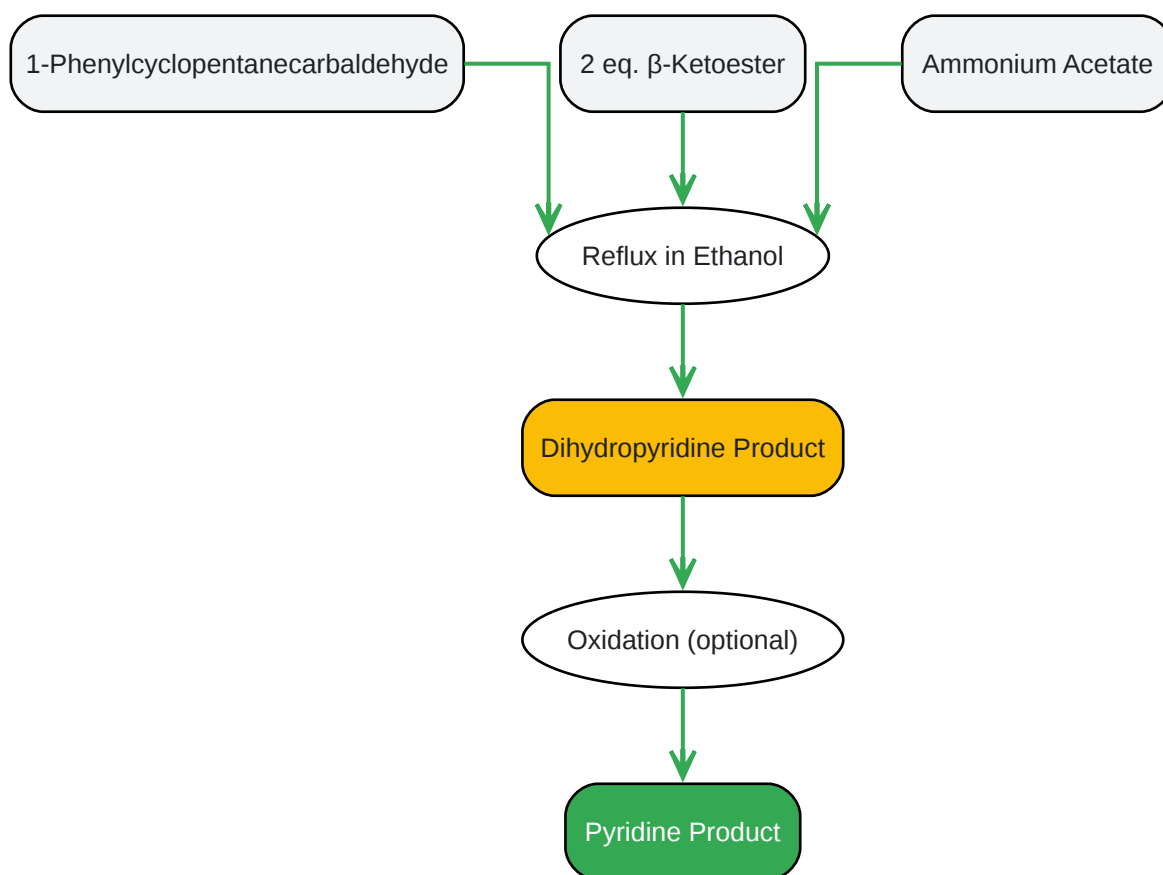 1-Phenylcyclopentanecarbaldehyde
2 eq. β-Ketoester
Ammonium Acetate
Reflux in Ethanol
Dihydropyridine Product
Oxidation (optional)
Pyridine Product